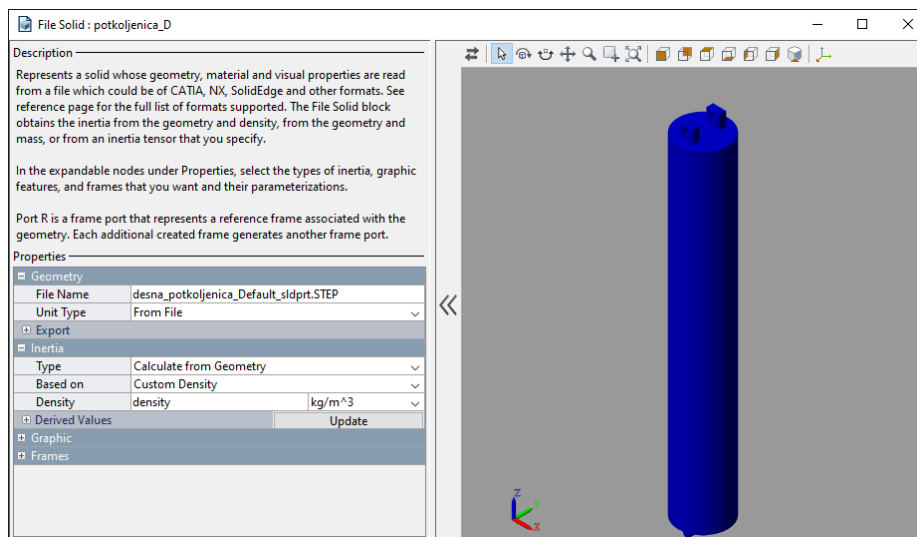 File Solid : potkoljenica_D
Description
Represents a solid whose geometry, material and visual properties are read
from a file which could be of CATIA, NX, SolidEdge and other formats. See
reference page for the full list of formats supported. The File Solid block
obtains the inertia from the geometry and density, from the geometry and
mass, or from an inertia tensor that you specify.
In the expandable nodes under Properties, select the types of inertia, graphic
features, and frames that you want and their parameterizations.
Port R is a frame port that represents a reference frame associated with the
geometry. Each additional created frame generates another frame port.
Properties
Geometry
File Name desna_potkoljenica_Default_sldprt.STEP
Unit Type From File
Export
Inertia
Type Calculate from Geometry
Based on Custom Density
Density density kg/m^3
Derived Values Update
Graphic
Frames
Z
Y
X